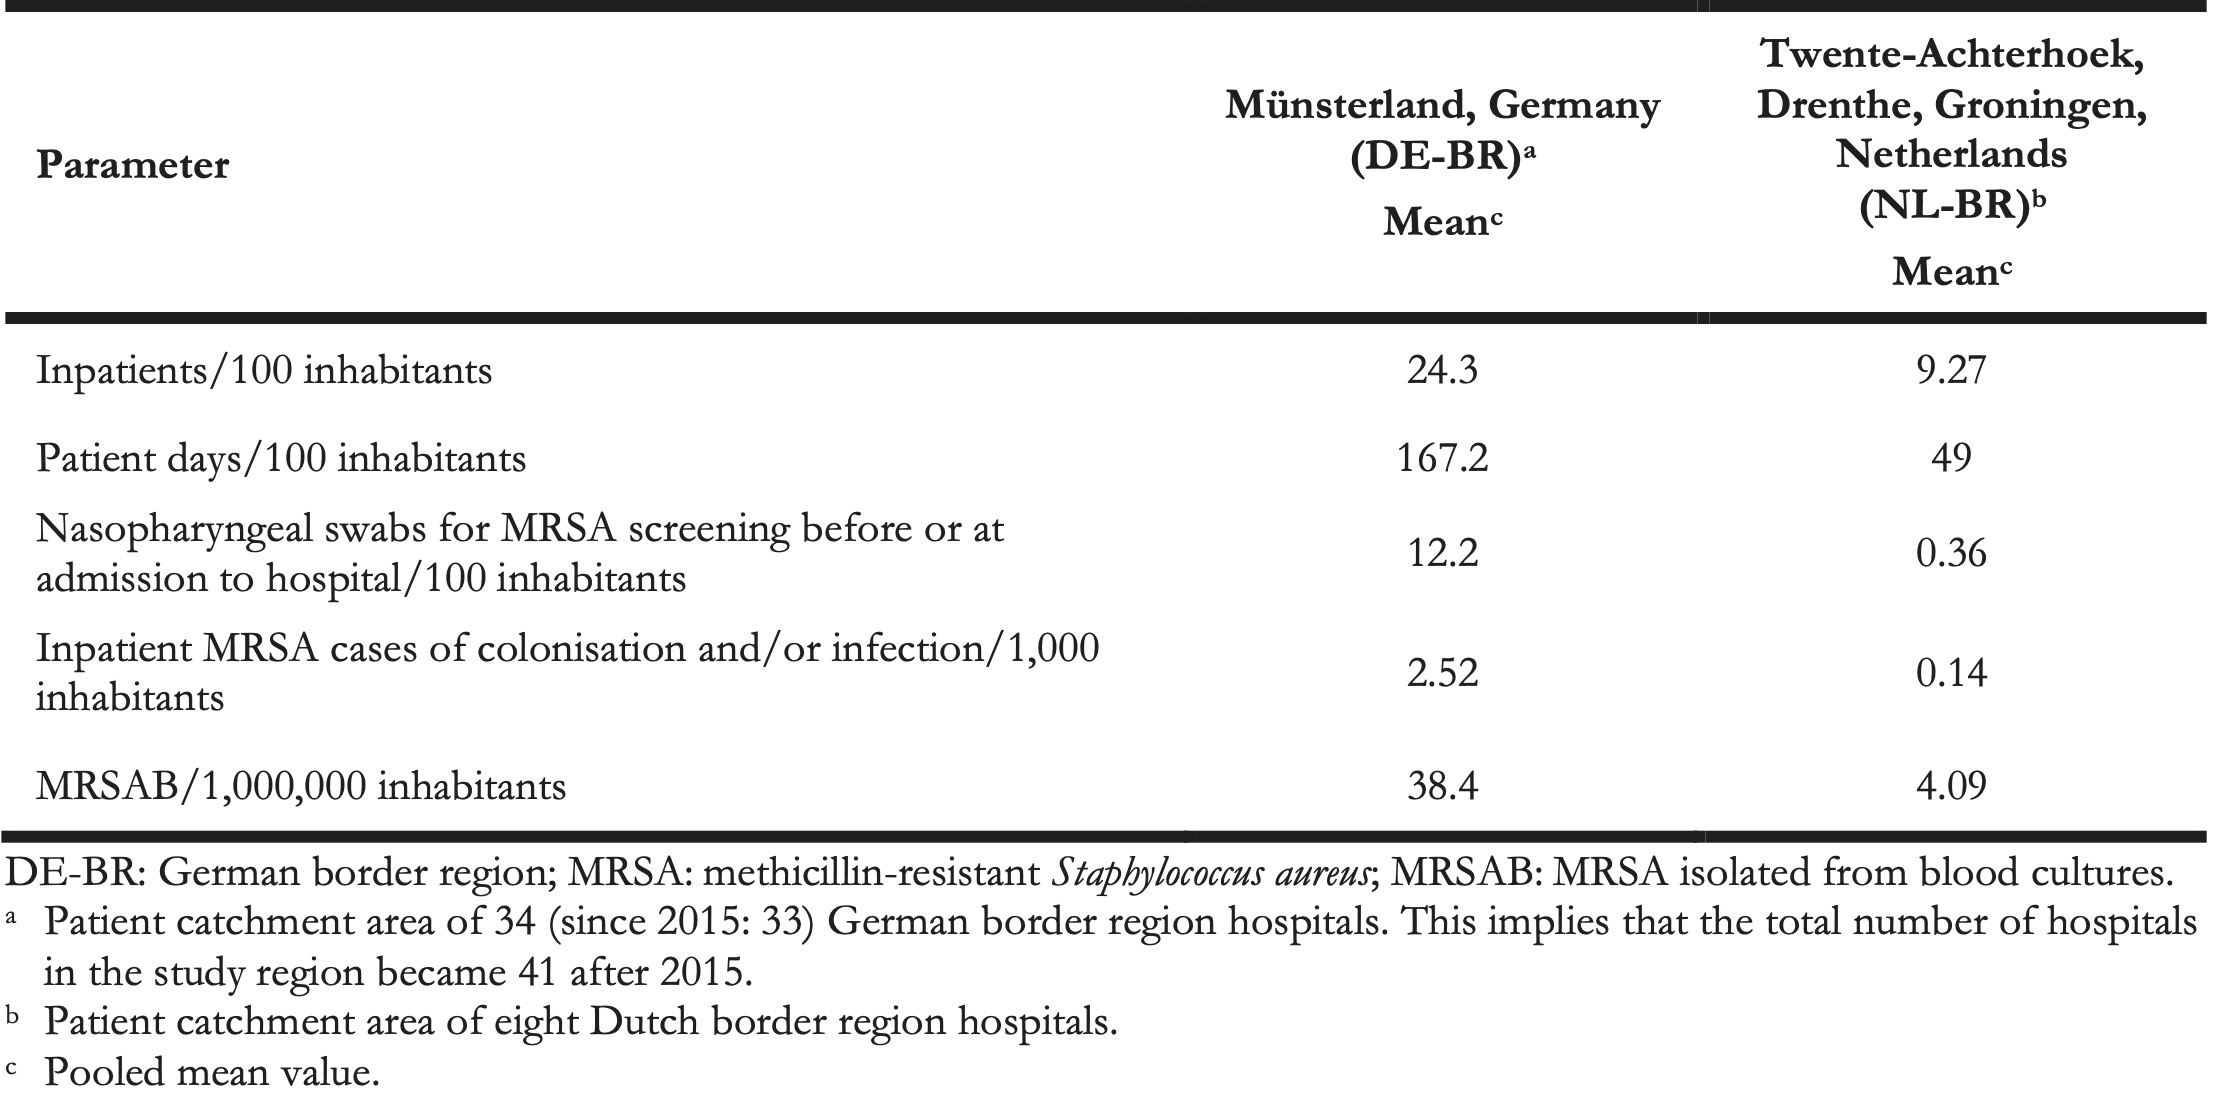 Parameter
Münsterland, Germany
(DE-BR)ᵃ
Meanᶜ
Twente-Achterhoek,
Drenthe, Groningen,
Netherlands
(NL-BR)ᵇ
Meanᶜ
Inpatients/100 inhabitants 24.3 9.27
Patient days/100 inhabitants 167.2 49
Nasopharyngeal swabs for MRSA screening before or at
admission to hospital/100 inhabitants 12.2 0.36
Inpatient MRSA cases of colonisation and/or infection/1,000
inhabitants 2.52 0.14
MRSAB/1,000,000 inhabitants 38.4 4.09
DE-BR: German border region; MRSA: methicillin-resistant Staphylococcus aureus; MRSAB: MRSA isolated from blood cultures.
ᵃ Patient catchment area of 34 (since 2015: 33) German border region hospitals. This implies that the total number of hospitals
in the study region became 41 after 2015.
ᵇ Patient catchment area of eight Dutch border region hospitals.
ᶜ Pooled mean value.